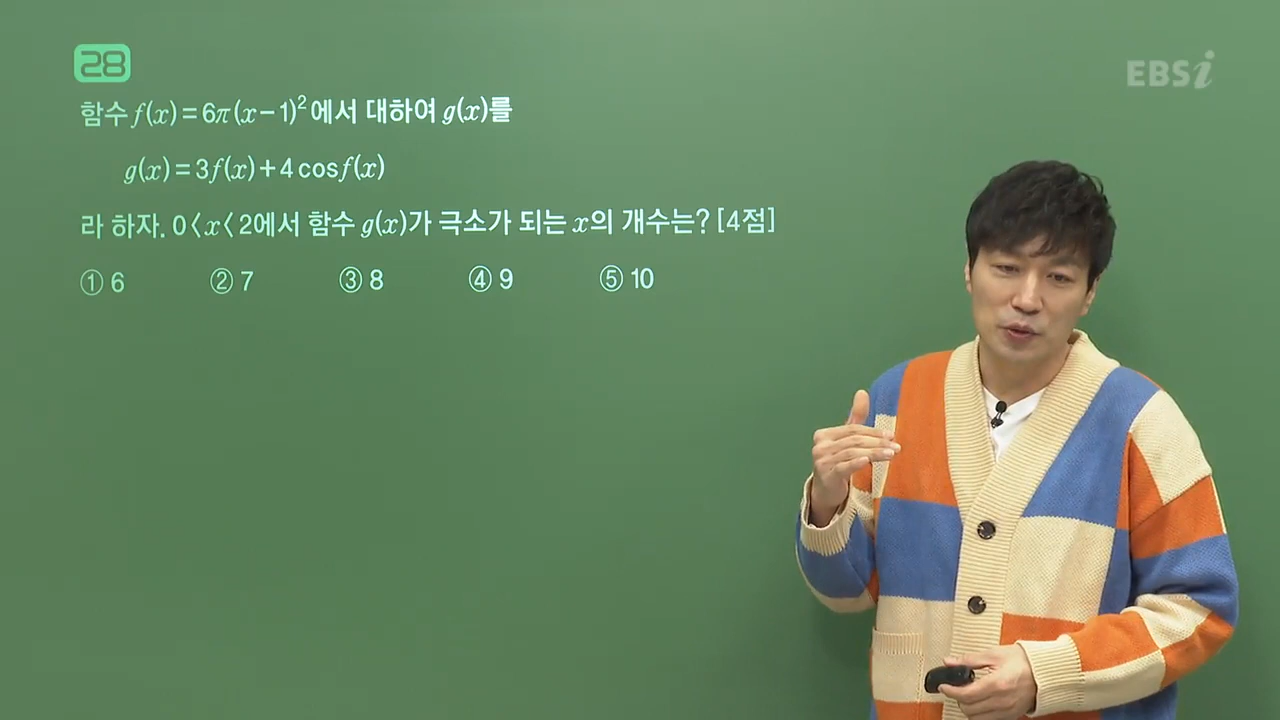 28
EBSi
함수 f(x)=6π(x-1)²에서 대하여 g(x)를
g(x)=3f(x)+4cosf(x)
라 하자. 0<x<2에서 함수 g(x)가 극소가 되는 x의 개수는? [4점]
① 6 ② 7 ③ 8 ④ 9 ⑤ 10